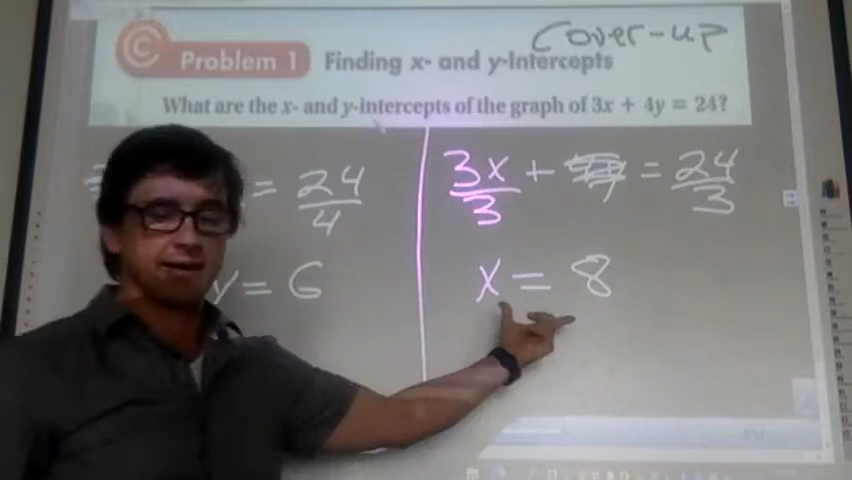 Cover-up
Problem 1 Finding x- and y-Intercepts
What are the x- and y-intercepts of the graph of 3x + 4y = 24?
= 24/4
y = 6
3x/3 + = 24/3
x = 8